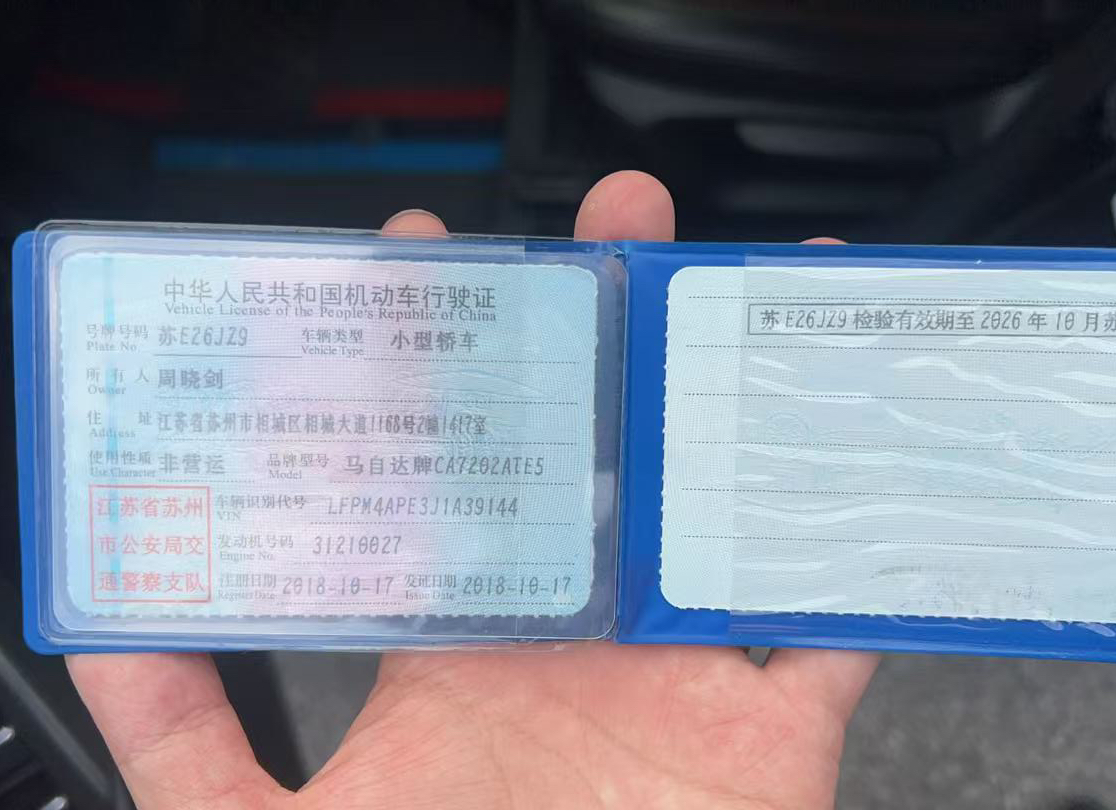 中华人民共和国机动车行驶证
Vehicle License of the People's Republic of China
号牌号码 苏E26JZ9 车辆类型 小型轿车
Plate No. Vehicle Type
所有人 周晓剑
Owner
住址 江苏省苏州市相城区相城大道1168号2幢1417室
Address
使用性质 非营运 品牌型号 马自达牌CA7202ATE5
Use Character Model
江苏省苏州 车辆识别代号 LFPM4APE3J1A39144
VIN
市公安局交 发动机号码 31210027
Engine No.
通警察支队 注册日期 2018-10-17 发证日期 2018-10-17
Register Date Issue Date
苏E26JZ9 检验有效期至 2026 年 10 月 苏